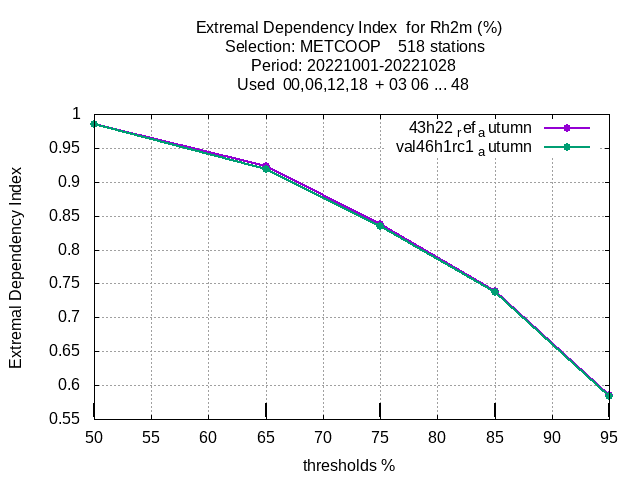 Extremal Dependency Index for Rh2m (%)
Selection: METCOOP 518 stations
Period: 20221001-20221028
Used 00,06,12,18 + 03 06 ... 48
43h22 ref a utumn
val46h1rc1 a utumn
1
0.95
0.9
0.85
0.8
0.75
0.7
0.65
0.6
0.55
Extremal Dependency Index
50 55 60 65 70 75 80 85 90 95
thresholds %